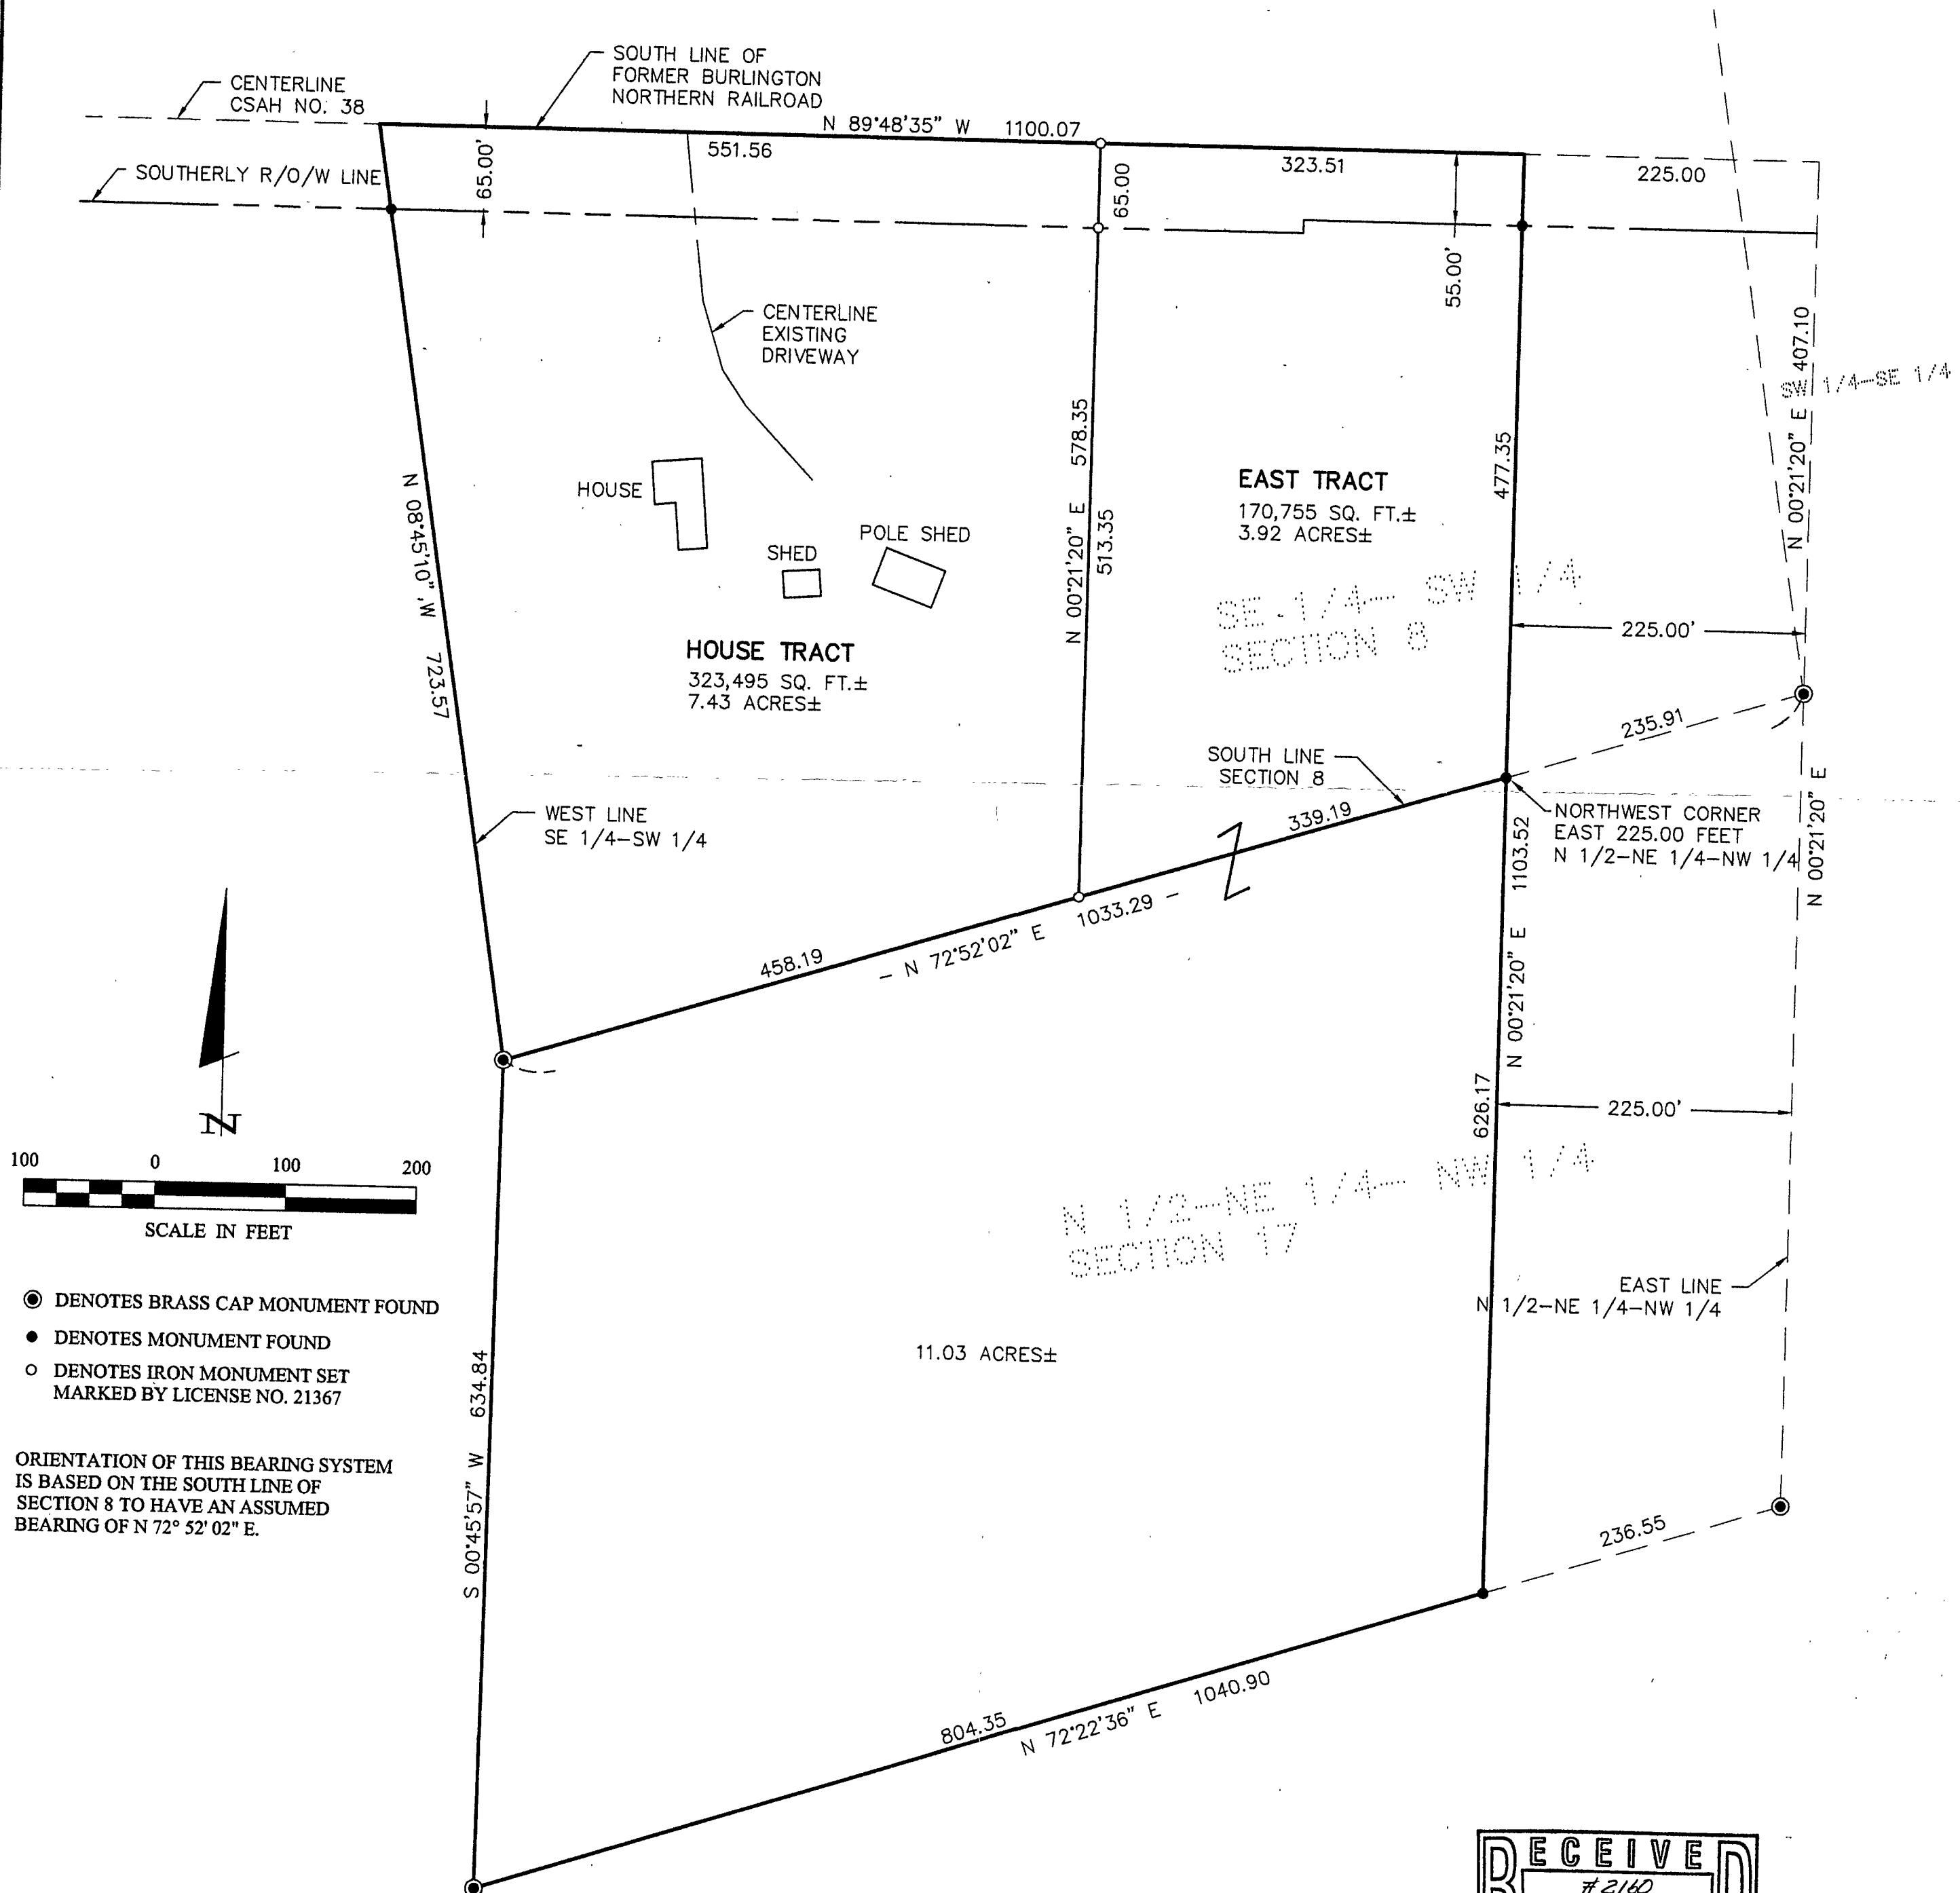 CENTERLINE
CSAH NO. 38
SOUTH LINE OF
FORMER BURLINGTON
NORTHERN RAILROAD
N 89°48'35" W 1100.07
551.56
323.51
225.00
SOUTHERLY R/O/W LINE
65.00'
65.00
55.00'
CENTERLINE
EXISTING
DRIVEWAY
N 00°21'20" E 407.10
SW 1/4-SE 1/4
HOUSE
SHED
POLE SHED
N 08°45'10" W 723.57
N 00°21'20" E 578.35
513.35
477.35
EAST TRACT
170,755 SQ. FT.±
3.92 ACRES±
SE 1/4- SW 1/4
SECTION 8
HOUSE TRACT
323,495 SQ. FT.±
7.43 ACRES±
225.00'
235.91
SOUTH LINE
SECTION 8
339.19
WEST LINE
SE 1/4-SW 1/4
NORTHWEST CORNER
EAST 225.00 FEET
N 1/2-NE 1/4-NW 1/4
N 00°21'20" E
N 00°21'20" E 1103.52
626.17
458.19
- N 72°52'02" E 1033.29 -
N
225.00'
100 0 100 200
SCALE IN FEET
N 1/2-NE 1/4- NW 1/4
SECTION 17
EAST LINE
N 1/2-NE 1/4-NW 1/4
DENOTES BRASS CAP MONUMENT FOUND
DENOTES MONUMENT FOUND
DENOTES IRON MONUMENT SET
MARKED BY LICENSE NO. 21367
11.03 ACRES±
S 00°45'57" W 634.84
ORIENTATION OF THIS BEARING SYSTEM
IS BASED ON THE SOUTH LINE OF
SECTION 8 TO HAVE AN ASSUMED
BEARING OF N 72° 52' 02" E.
236.55
804.35
N 72°22'36" E 1040.90
RECEIVED
#2160